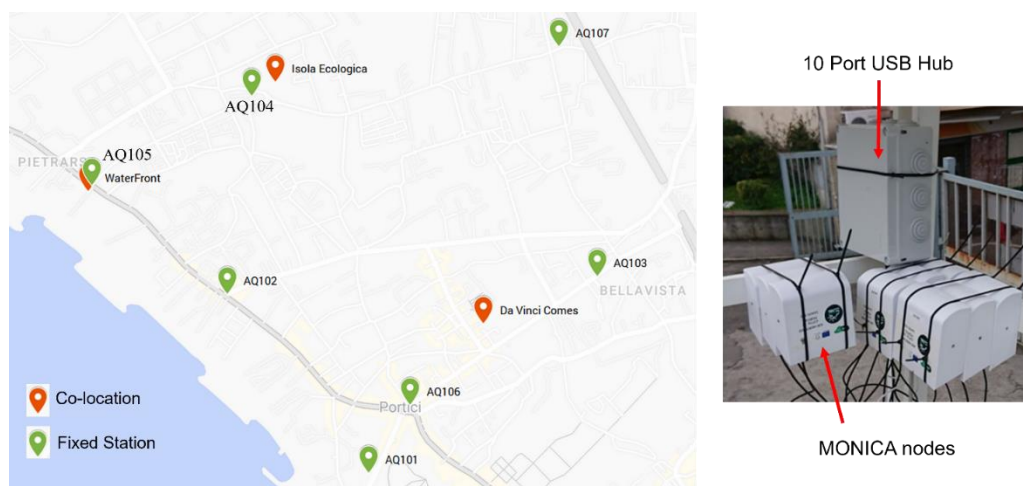 AQ107
Isola Ecologica
AQ104
AQ105
PIETRARS
WaterFront
AQ102
AQ103
BELLAVISTA
Da Vinci Comes
AQ106
Portici
AQ101
Co-location
Fixed Station
10 Port USB Hub
MONICA nodes